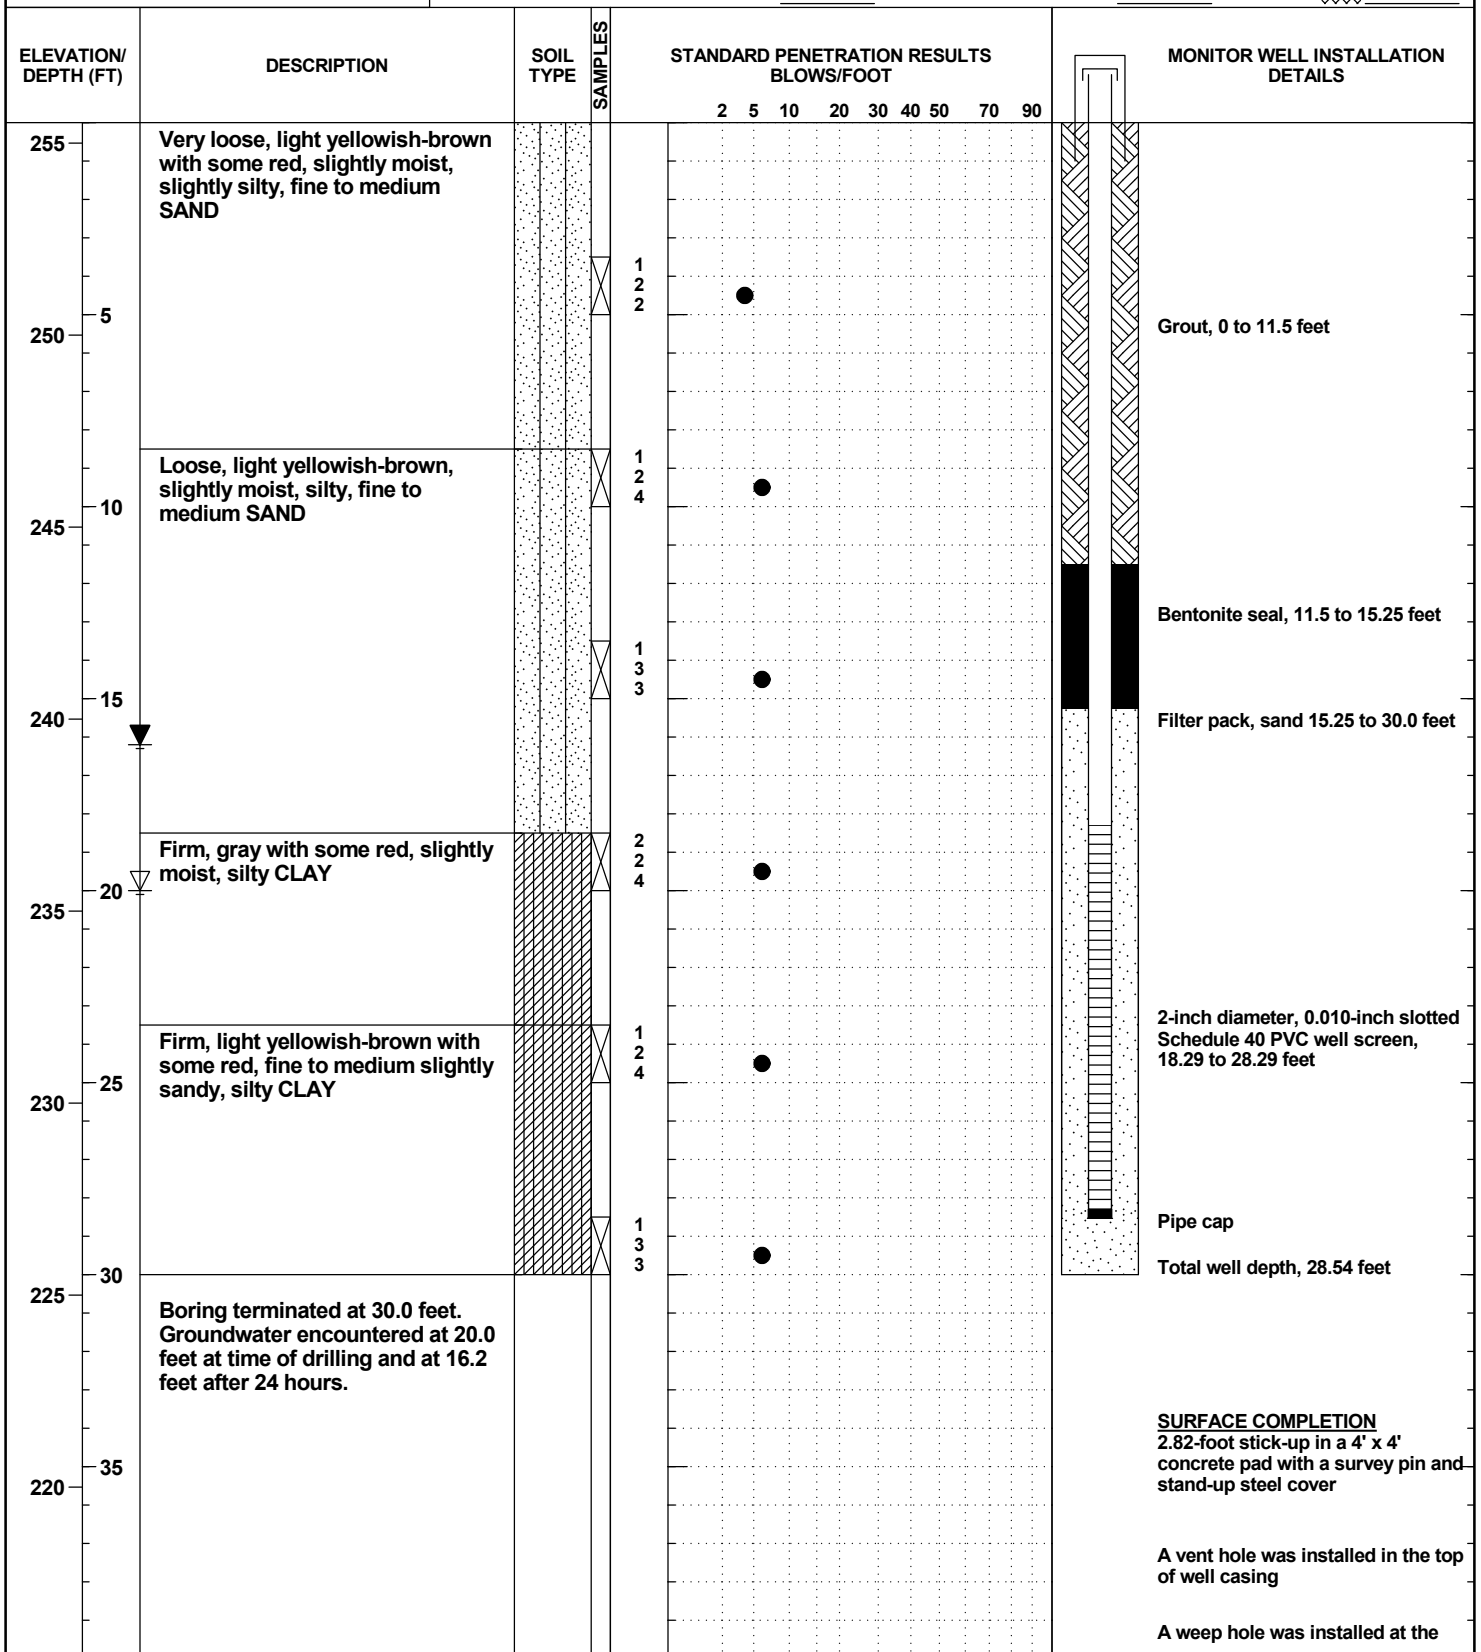 ELEVATION/
DEPTH (FT)
DESCRIPTION
SOIL
TYPE
SAMPLES
STANDARD PENETRATION RESULTS
BLOWS/FOOT
2 5 10 20 30 40 50 70 90
MONITOR WELL INSTALLATION
DETAILS
255
Very loose, light yellowish-brown
with some red, slightly moist,
slightly silty, fine to medium
SAND
1
2
2
5
250
Grout, 0 to 11.5 feet
Loose, light yellowish-brown,
slightly moist, silty, fine to
medium SAND
1
2
4
10
245
Bentonite seal, 11.5 to 15.25 feet
1
3
3
15
240
Filter pack, sand 15.25 to 30.0 feet
Firm, gray with some red, slightly
moist, silty CLAY
2
2
4
20
235
2-inch diameter, 0.010-inch slotted
Schedule 40 PVC well screen,
18.29 to 28.29 feet
Firm, light yellowish-brown with
some red, fine to medium slightly
sandy, silty CLAY
1
2
4
25
230
1
3
3
Pipe cap
Total well depth, 28.54 feet
30
225
Boring terminated at 30.0 feet.
Groundwater encountered at 20.0
feet at time of drilling and at 16.2
feet after 24 hours.
SURFACE COMPLETION
2.82-foot stick-up in a 4' x 4'
concrete pad with a survey pin and
stand-up steel cover
35
220
A vent hole was installed in the top
of well casing
A weep hole was installed at the